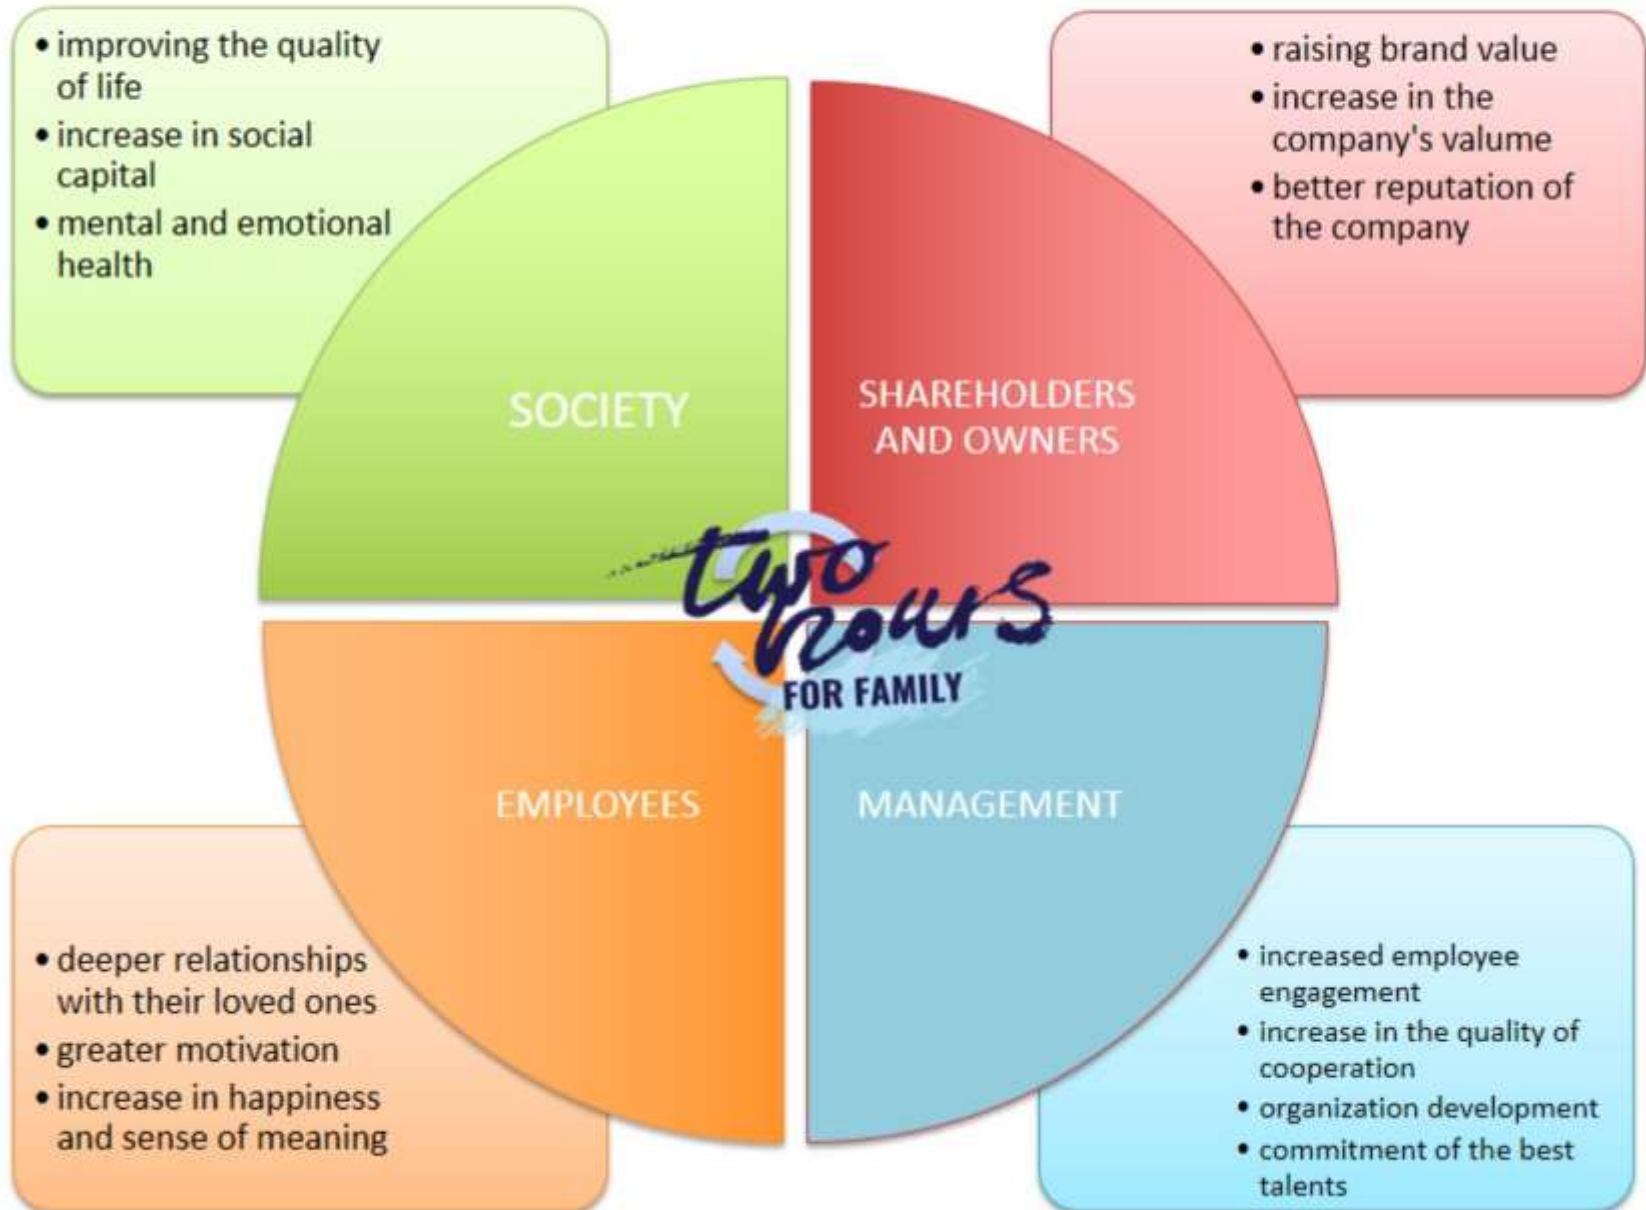 • improving the quality
of life
• increase in social
capital
• mental and emotional
health
SOCIETY
• raising brand value
• increase in the
company's valume
• better reputation of
the company
SHAREHOLDERS
AND OWNERS
two
hours
FOR FAMILY
EMPLOYEES
• deeper relationships
with their loved ones
• greater motivation
• increase in happiness
and sense of meaning
MANAGEMENT
• increased employee
engagement
• increase in the quality of
cooperation
• organization development
• commitment of the best
talents